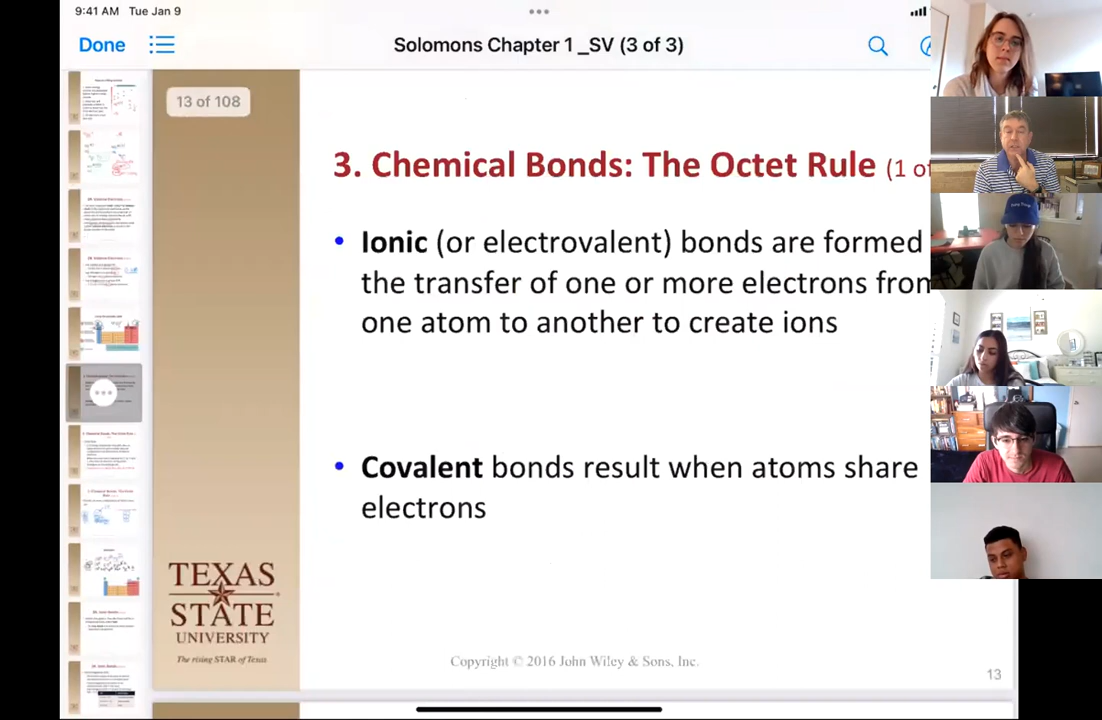 9:41 AM Tue Jan 9
Done
Solomons Chapter 1 _SV (3 of 3)
13 of 108
3. Chemical Bonds: The Octet Rule (1 of
• Ionic (or electrovalent) bonds are formed
the transfer of one or more electrons from
one atom to another to create ions
• Covalent bonds result when atoms share
electrons
TEXAS
STATE
UNIVERSITY
The rising STAR of Texas
Copyright © 2016 John Wiley & Sons, Inc.
13